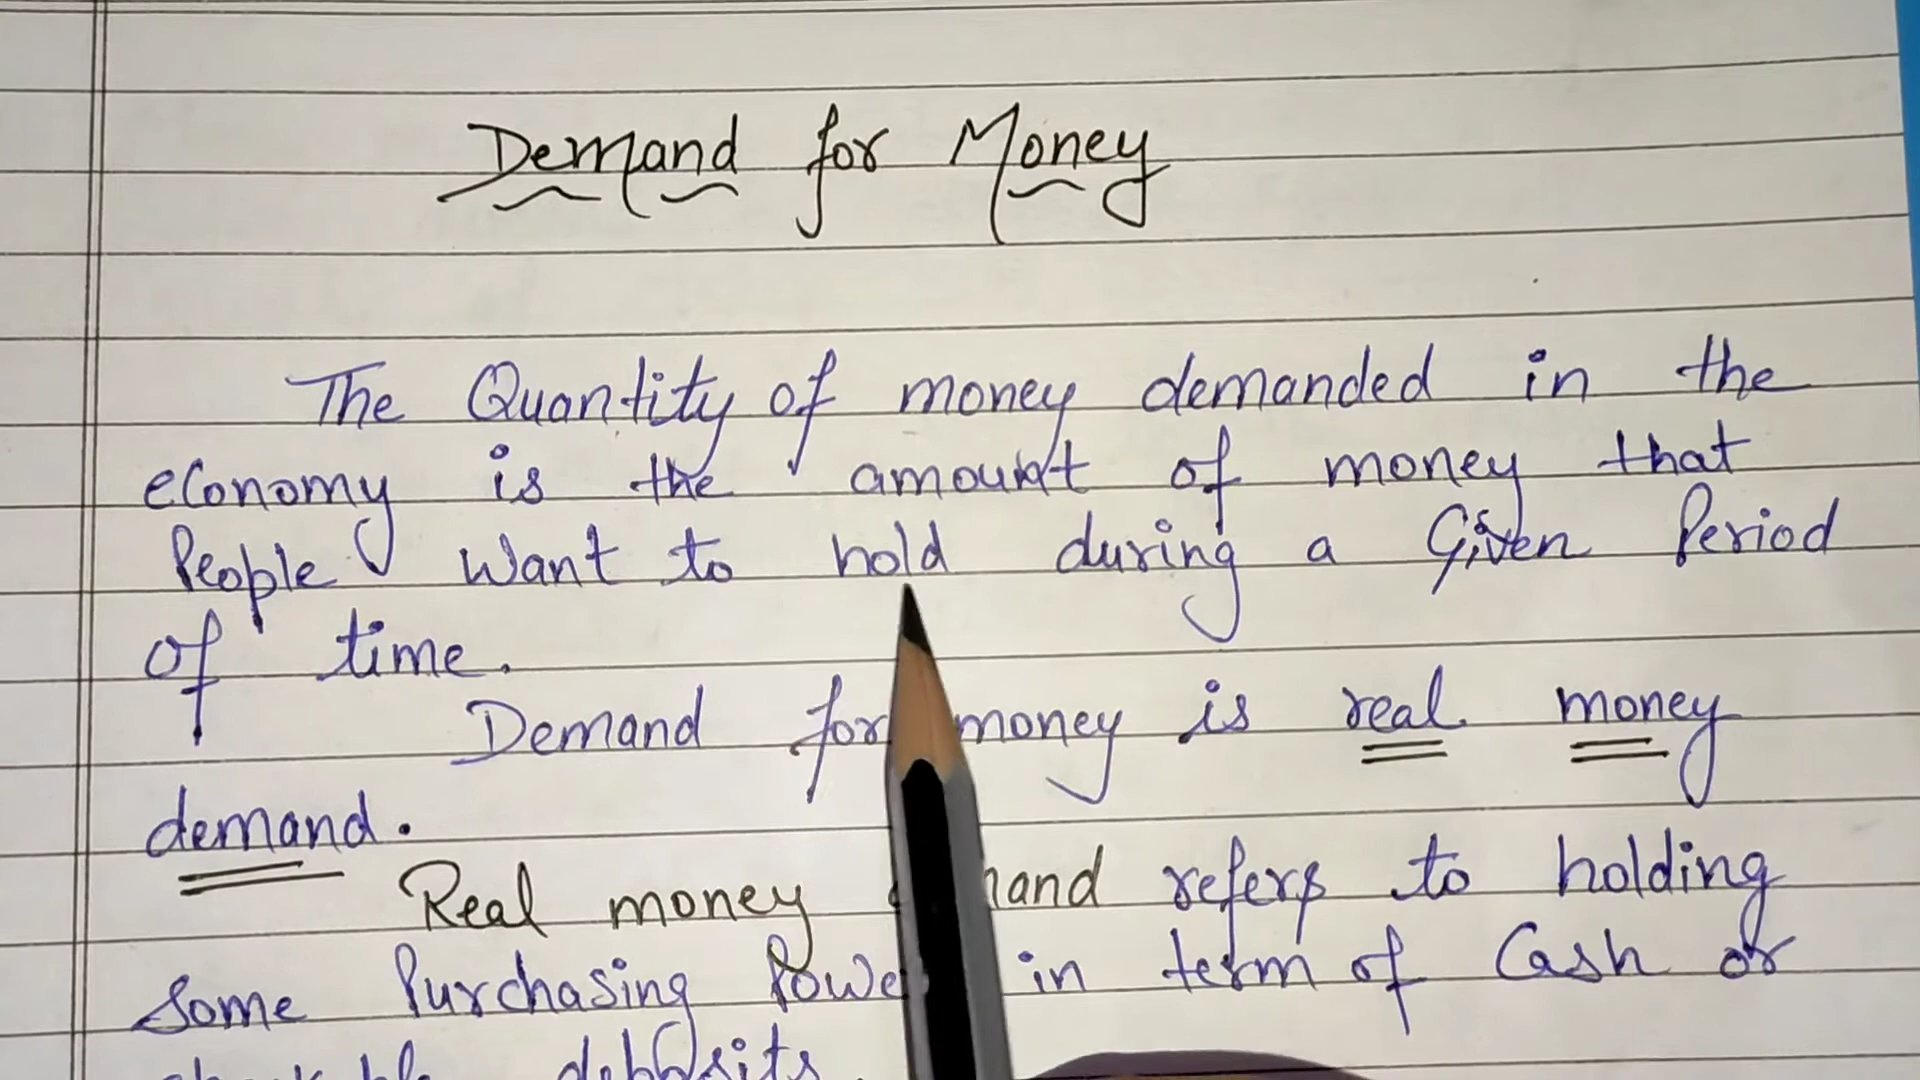 Demand for Money
The Quantity of money demanded in the
economy is the amount of money that
People want to hold during a Given Period
of time.
Demand for money is real money
demand.
Real money refers to holding
Some Purchasing Power in term of Cash or
deposits.